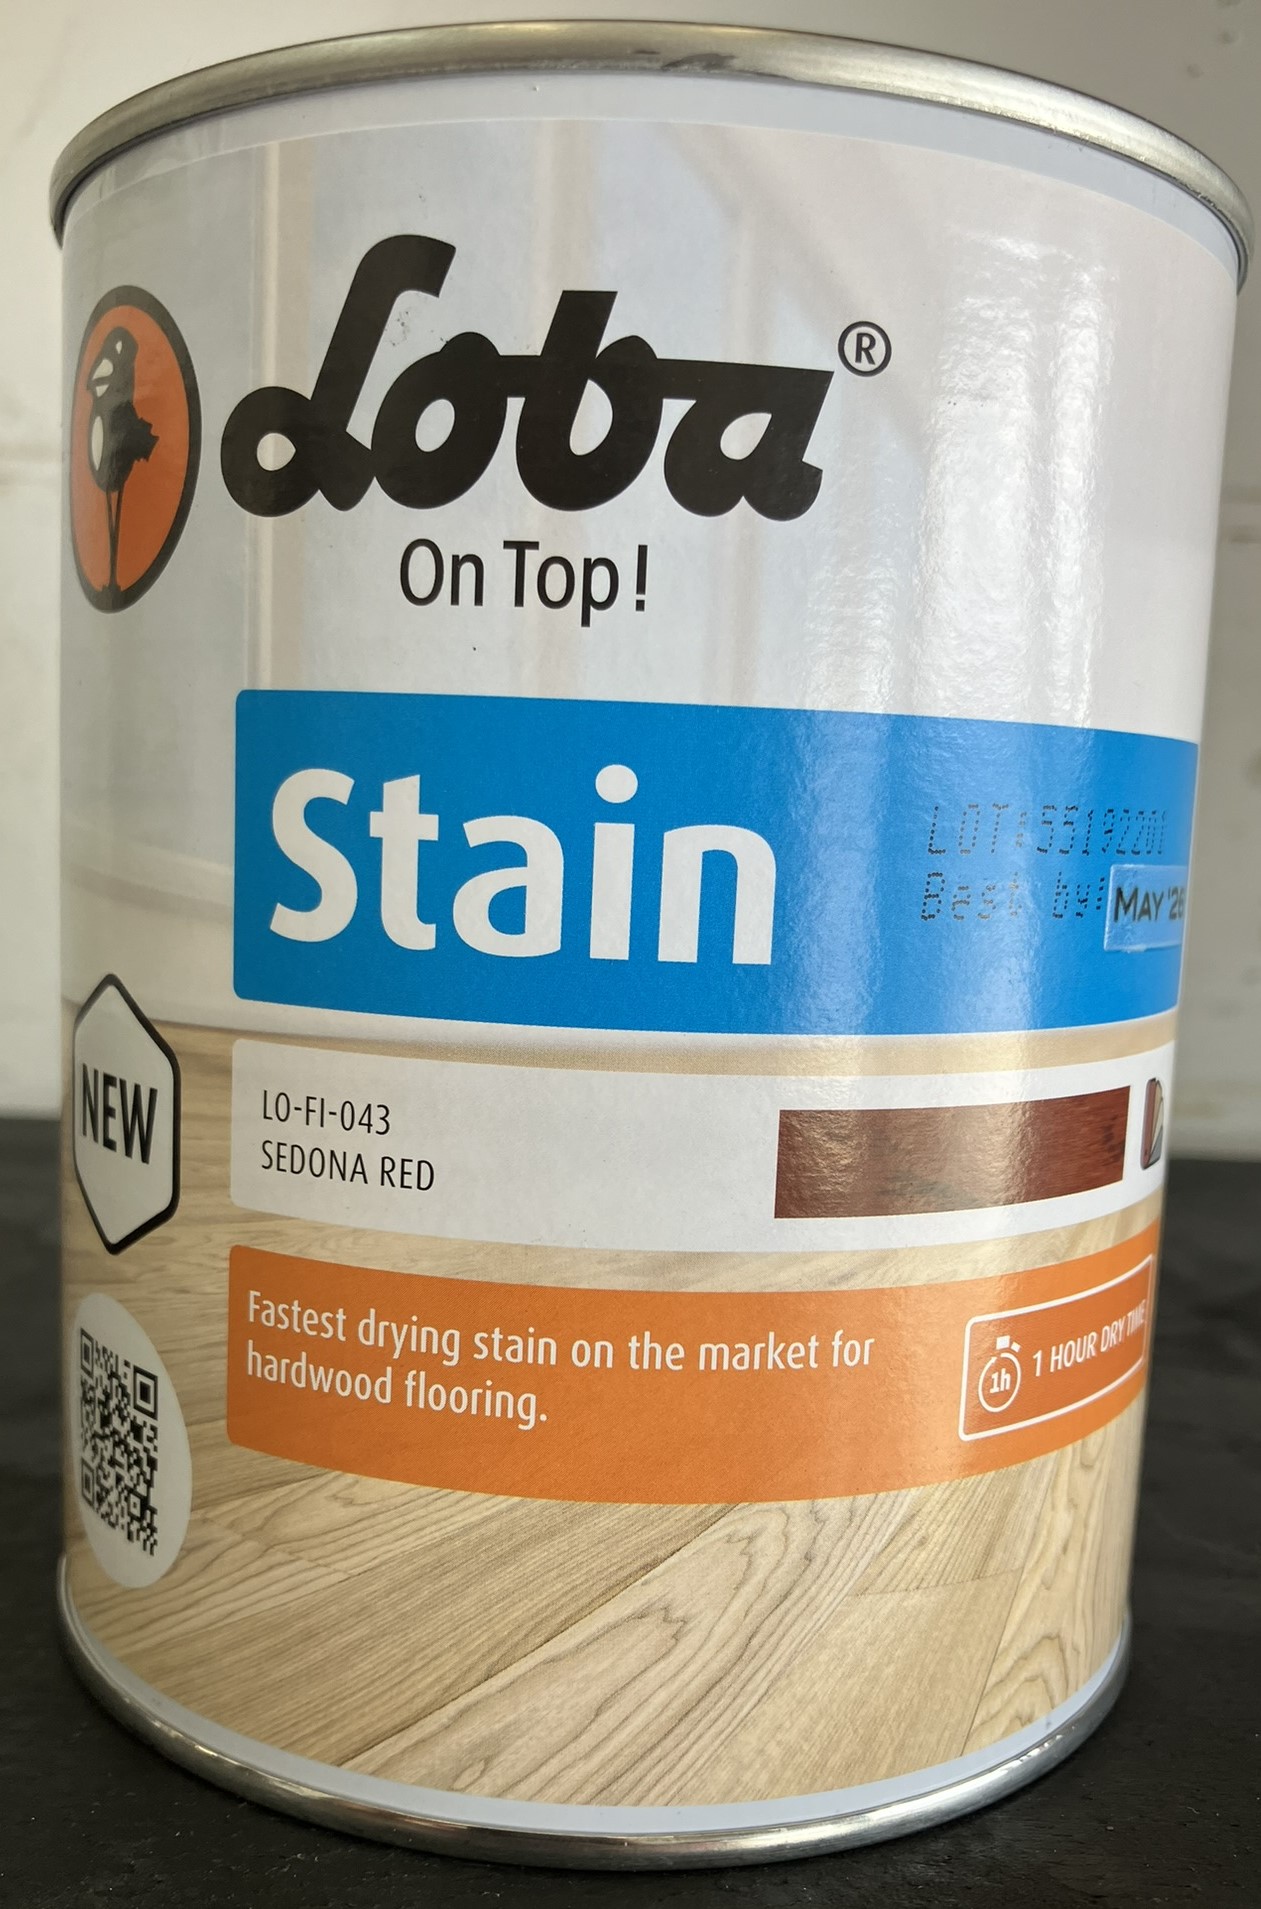 Loba®
On Top!
Stain
LOT:55192201
Best by: MAY '26
NEW
LO-FI-043
SEDONA RED
Fastest drying stain on the market for
hardwood flooring.
1h 1 HOUR DRY TIME